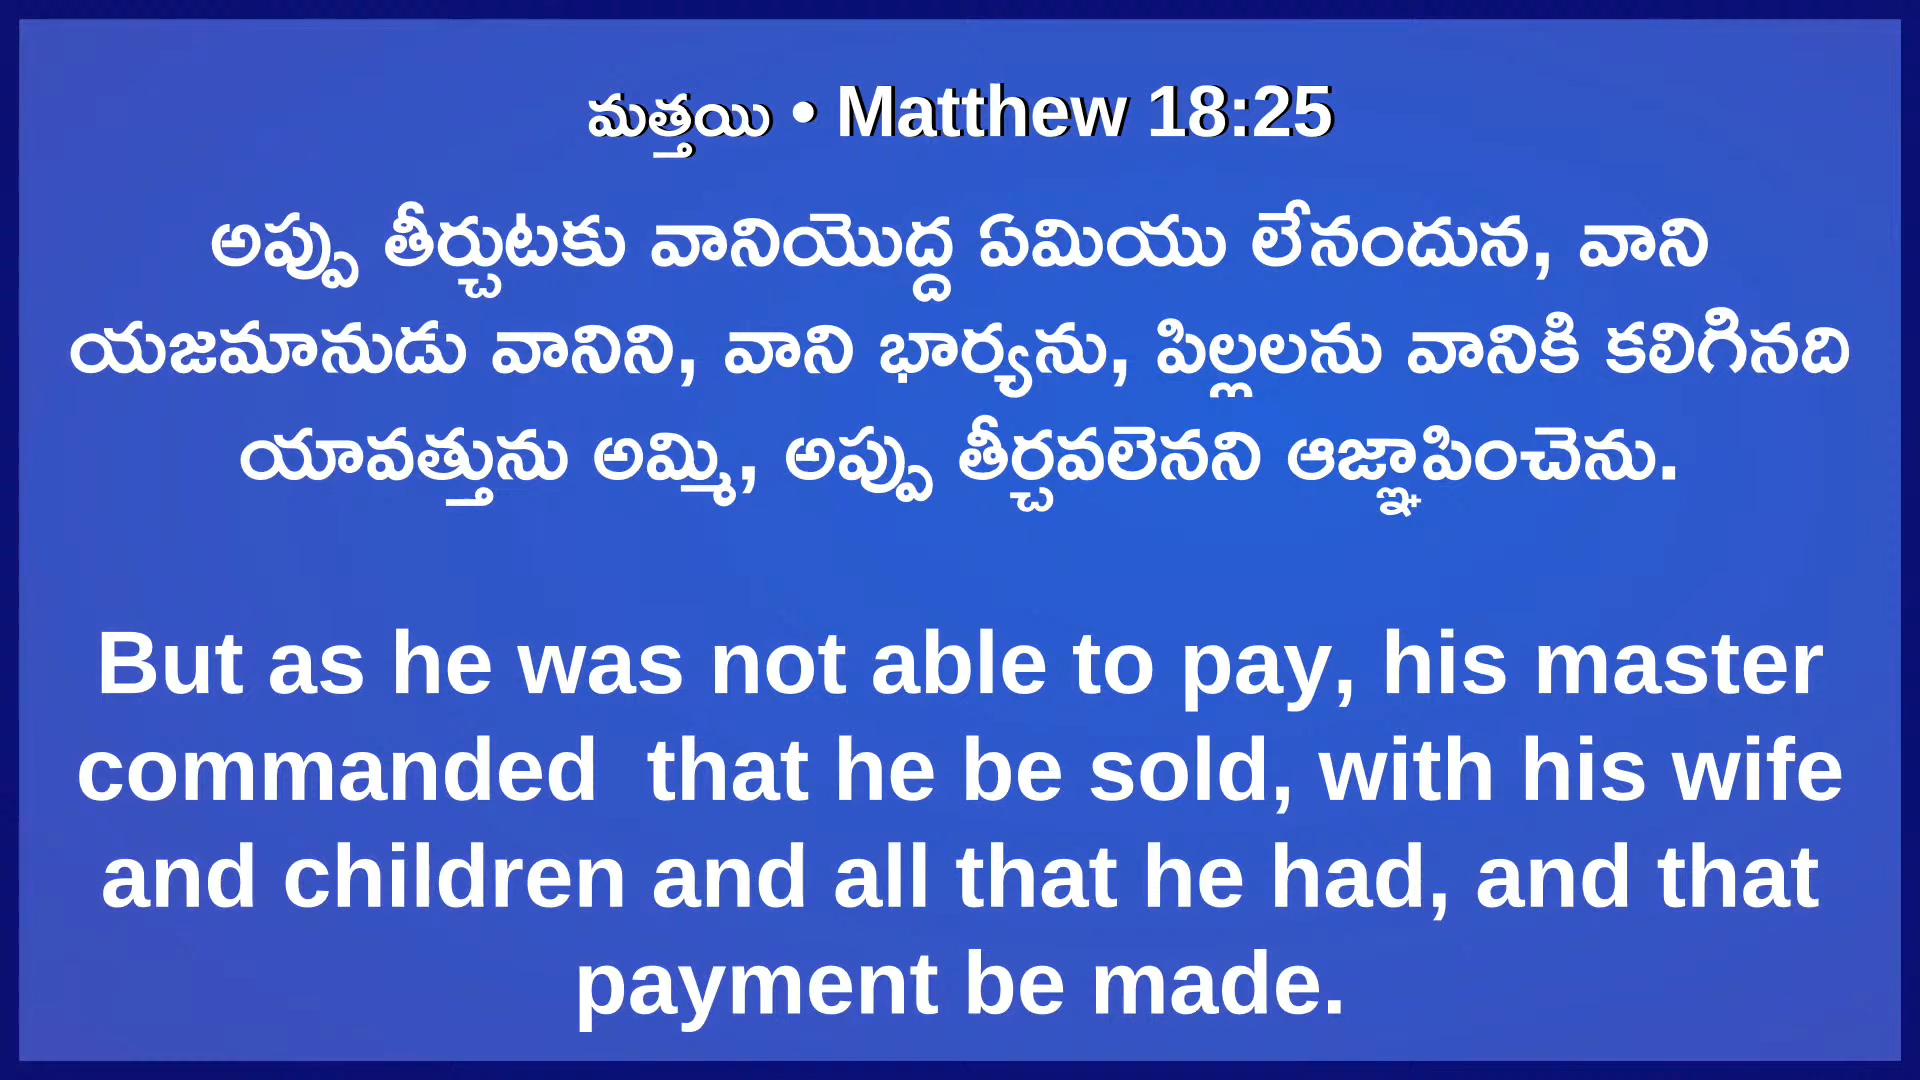 మత్తయి • Matthew 18:25
అప్పు తీర్చుటకు వానియొద్ద ఏమియు లేనందున, వాని
యజమానుడు వానిని, వాని భార్యను, పిల్లలను వానికి కలిగినది
యావత్తును అమ్మి, అప్పు తీర్చవలెనని ఆజ్ఞాపించెను.
But as he was not able to pay, his master
commanded  that he be sold, with his wife
and children and all that he had, and that
payment be made.